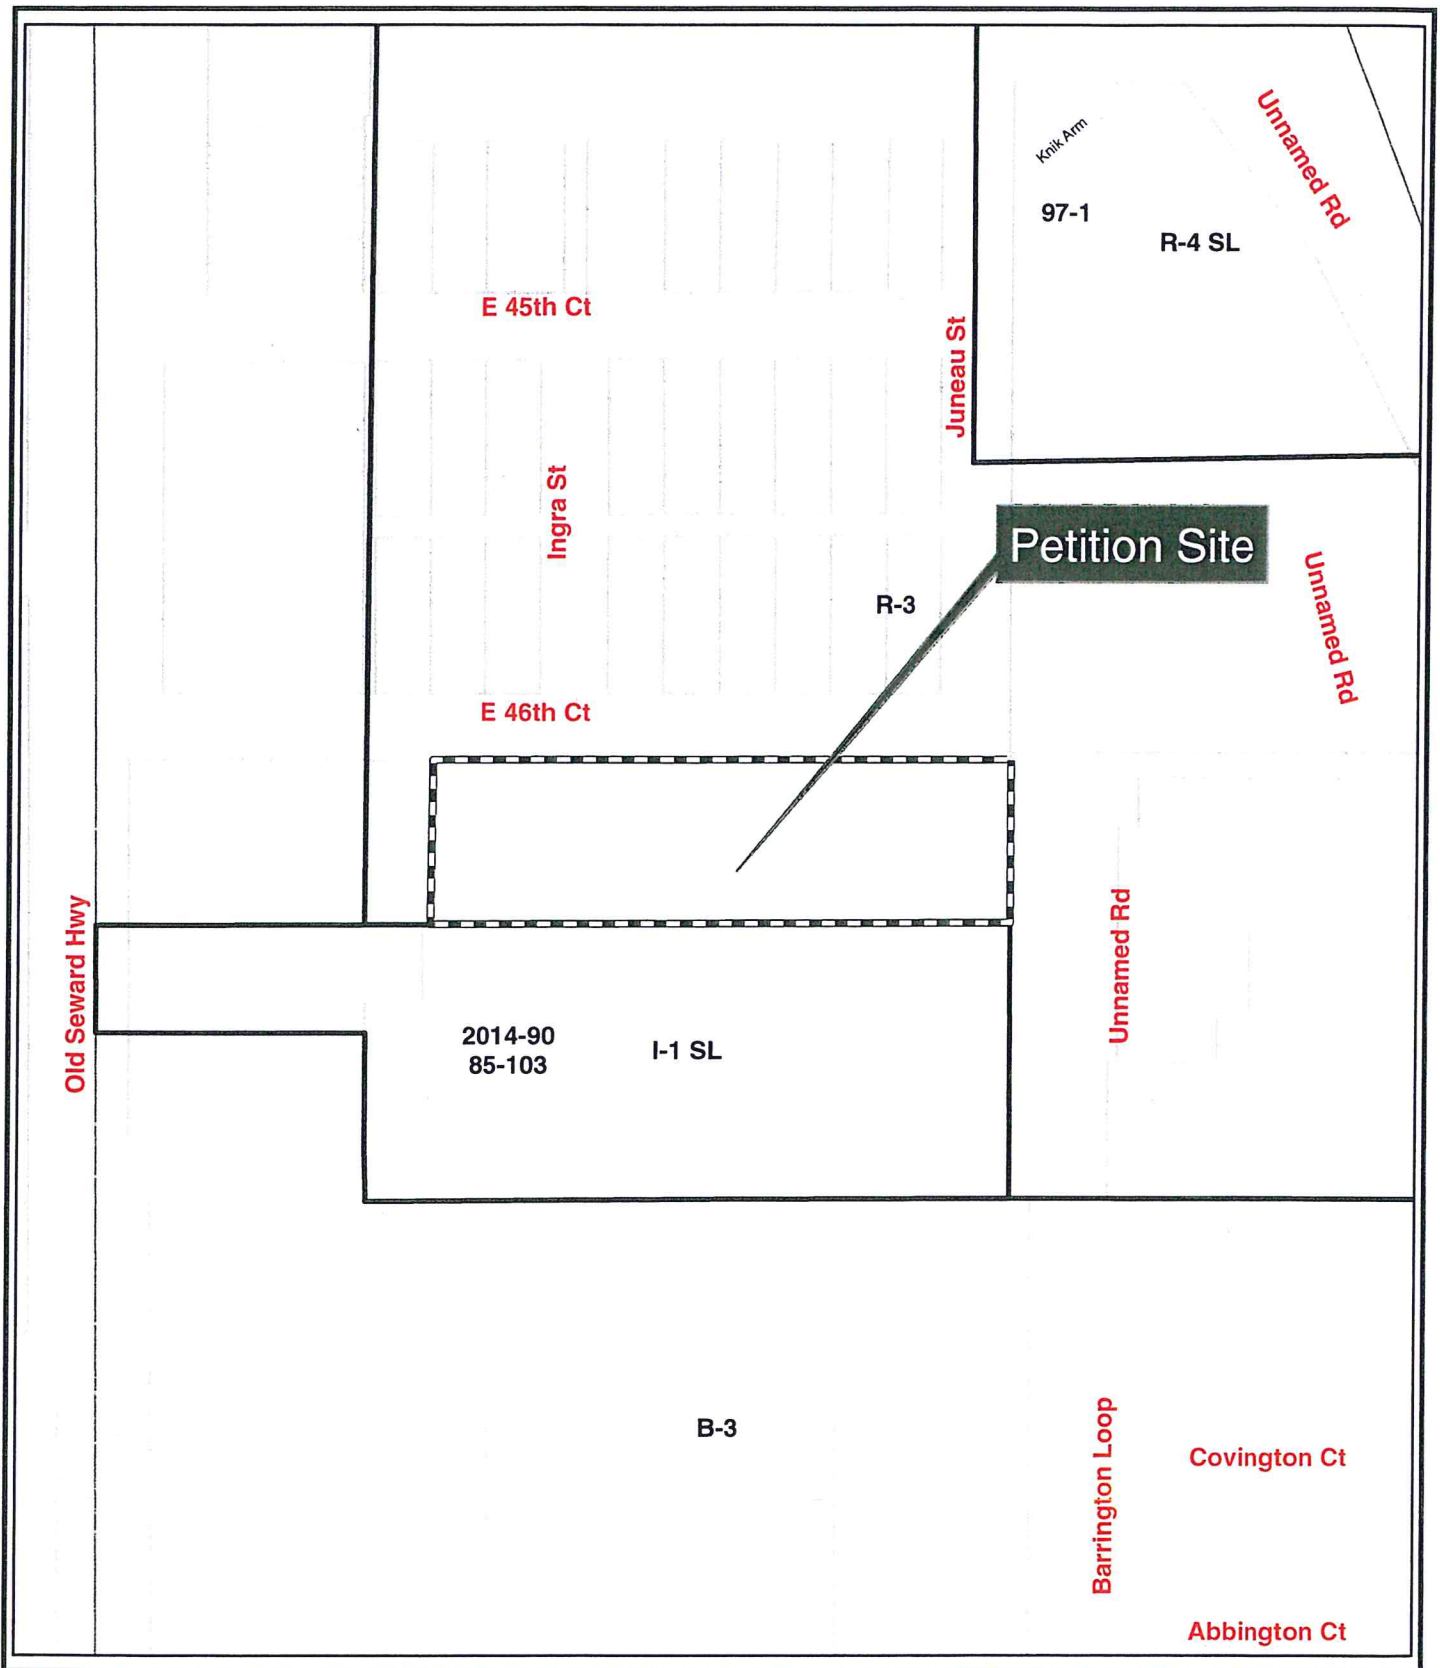 Unnamed Rd
Knik Arm
97-1
R-4 SL
E 45th Ct
Juneau St
Ingra St
Petition Site
R-3
Unnamed Rd
E 46th Ct
Old Seward Hwy
Unnamed Rd
2014-90
85-103
I-1 SL
B-3
Barrington Loop
Covington Ct
Abbington Ct